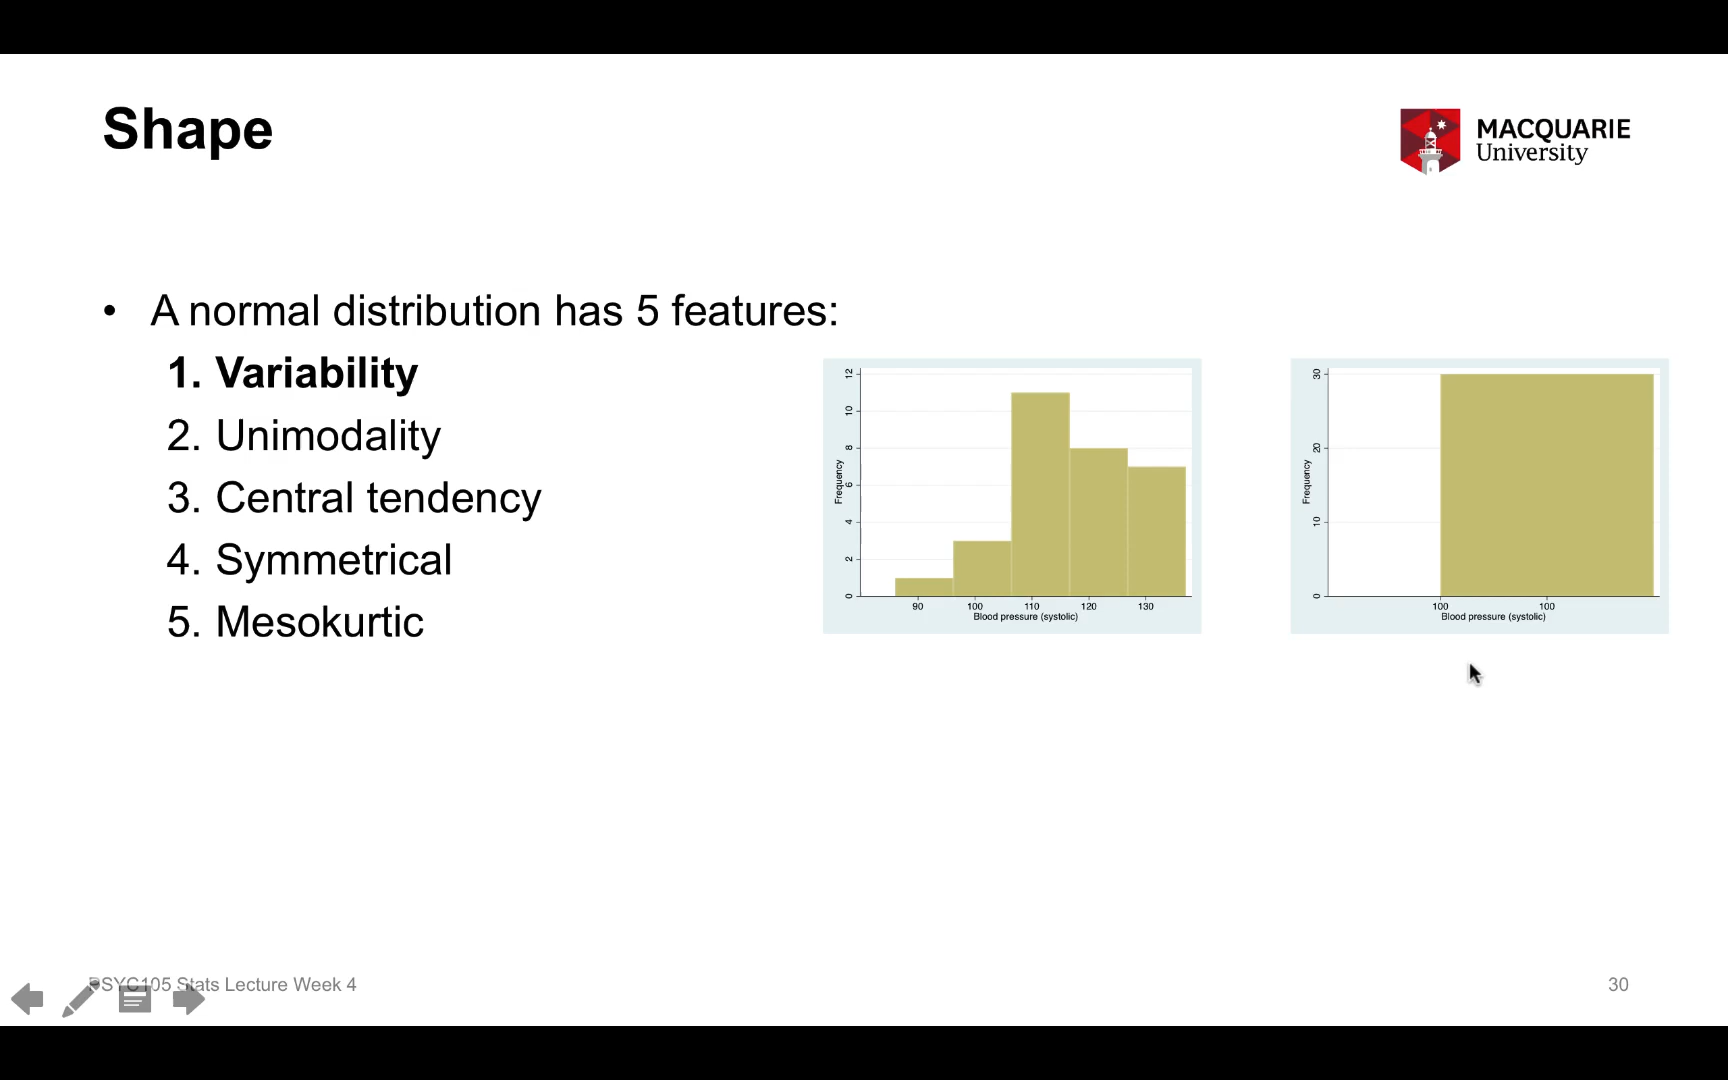 Shape
MACQUARIE
University
• A normal distribution has 5 features:
1. Variability
2. Unimodality
3. Central tendency
4. Symmetrical
5. Mesokurtic
12
10
8
6
4
2
0
Frequency
90 100 110 120 130
Blood pressure (systolic)
30
20
10
0
Frequency
100 100
Blood pressure (systolic)
PSYC105 Stats Lecture Week 4
30